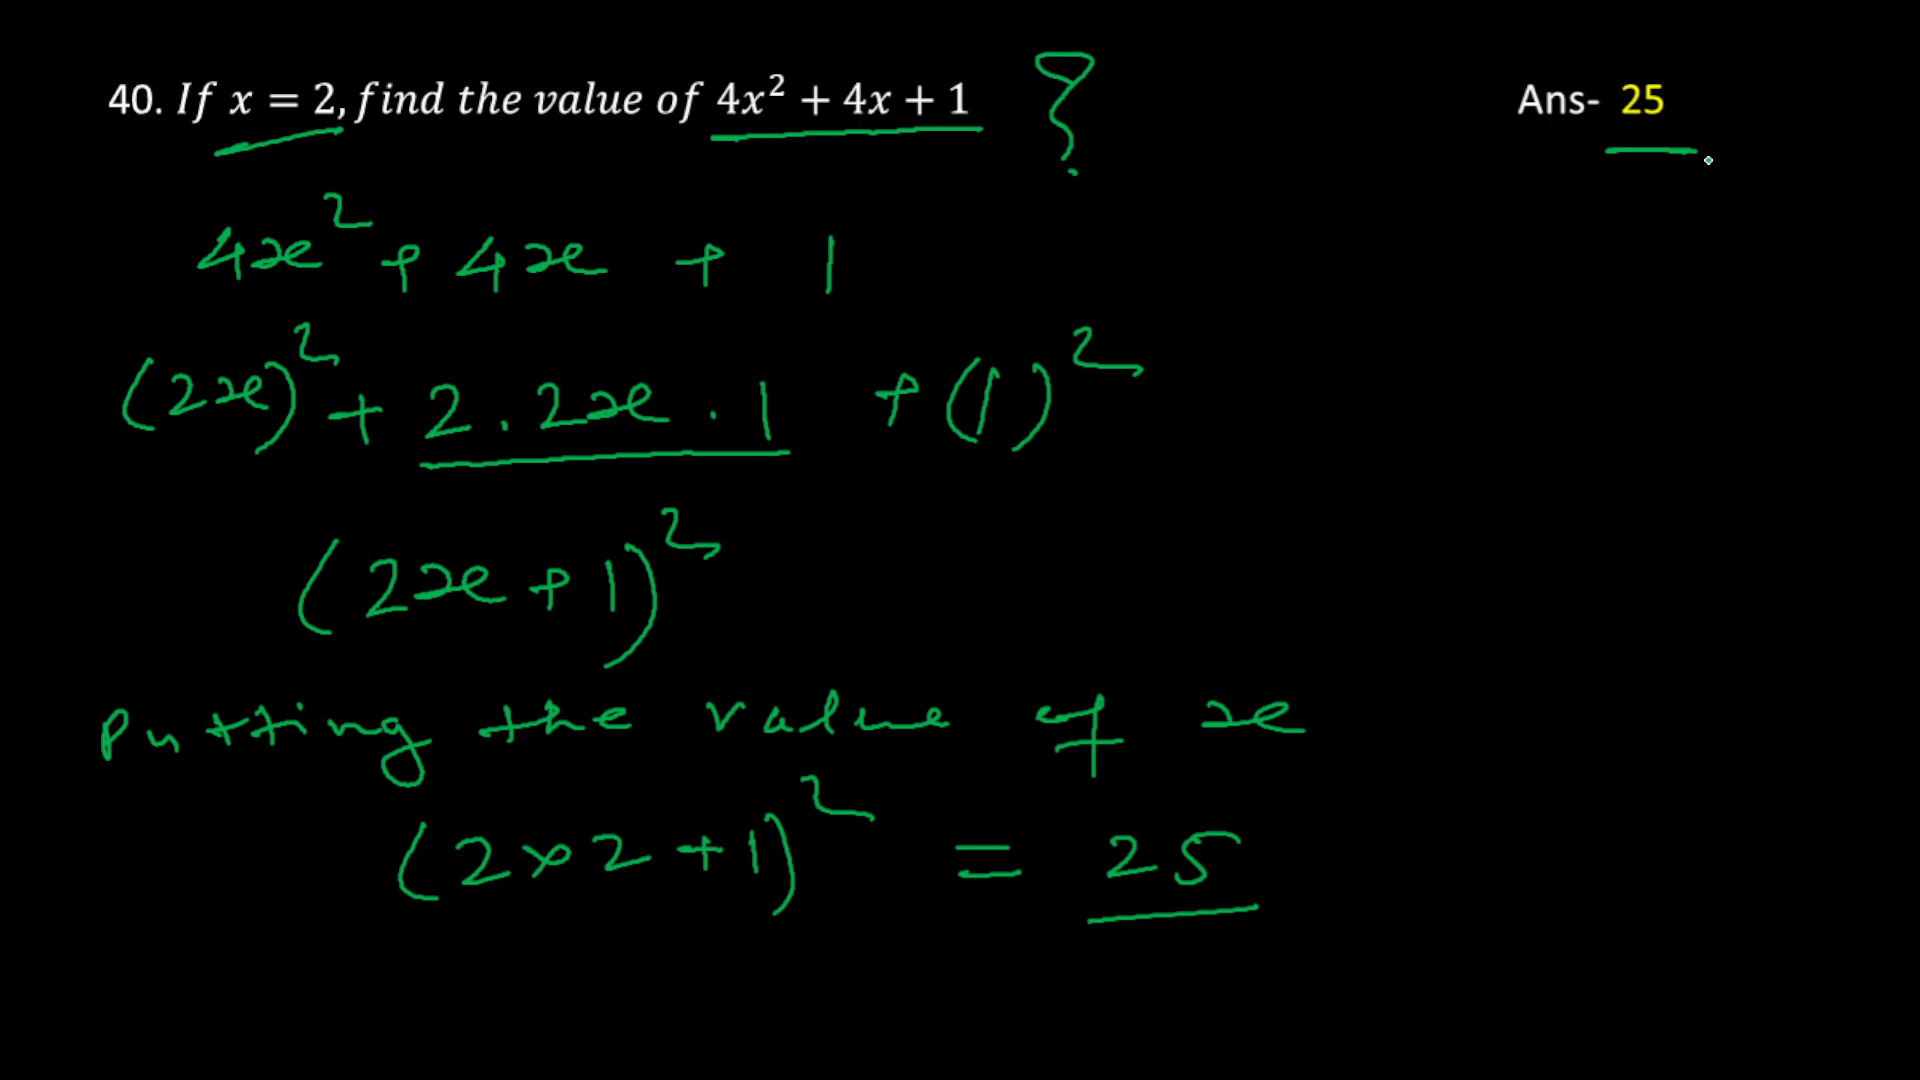 40. If x = 2, find the value of 4x² + 4x + 1 ?
Ans- 25
4x² + 4x + 1
(2x)² + 2.2x.1 + (1)²
(2x+1)²
Putting the value of x
(2×2+1)² = 25